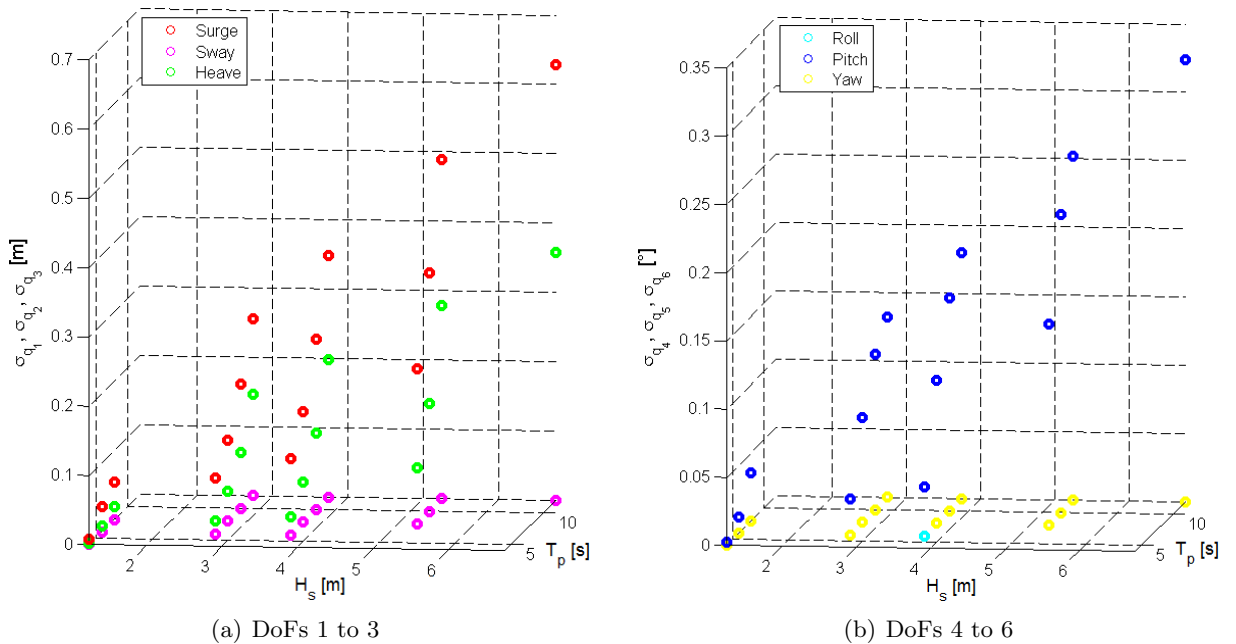 Surge
Sway
Heave
0.7
0.6
0.5
0.4
0.3
0.2
0.1
0
σq1, σq2, σq3 [m]
2
3
4
5
6
Hs [m]
5
10
Tp [s]
(a) DoFs 1 to 3
Roll
Pitch
Yaw
0.35
0.3
0.25
0.2
0.15
0.1
0.05
0
σq4, σq5, σq6 [°]
2
3
4
5
6
Hs [m]
5
10
Tp [s]
(b) DoFs 4 to 6